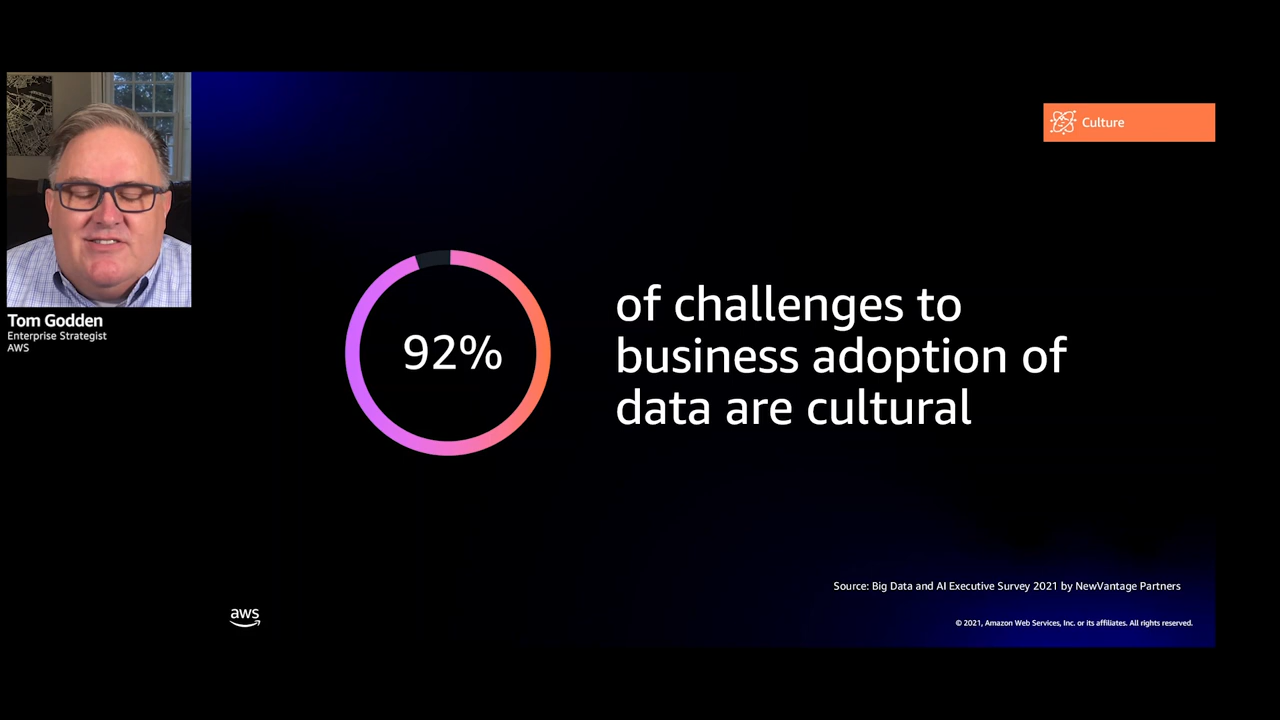 Culture
Tom Godden
Enterprise Strategist
AWS
92%
of challenges to
business adoption of
data are cultural
Source: Big Data and AI Executive Survey 2021 by NewVantage Partners
aws
© 2021, Amazon Web Services, Inc. or its affiliates. All rights reserved.